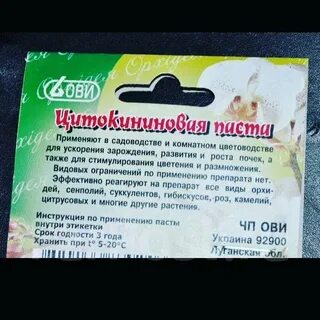 Орхідея Орхідея
ОВИ
Цитокининовая паста
Применяют в садоводстве и комнатном цветоводстве
для ускорения зарождения, развития и роста почек, а
также для стимулирования цветения и размножения.
Видовых ограничений по применению препарата нет.
Эффективно реагируют на препарат все виды орхи-
дей, сенполий, суккулентов, гибискусов, роз, камелий,
цитрусовых и многие другие растения.
Инструкция по применению пасты
внутри этикетки
Срок годности 3 года
Хранить при t° 5-20°С
ЧП ОВИ
Украина 92900
Луганская обл.